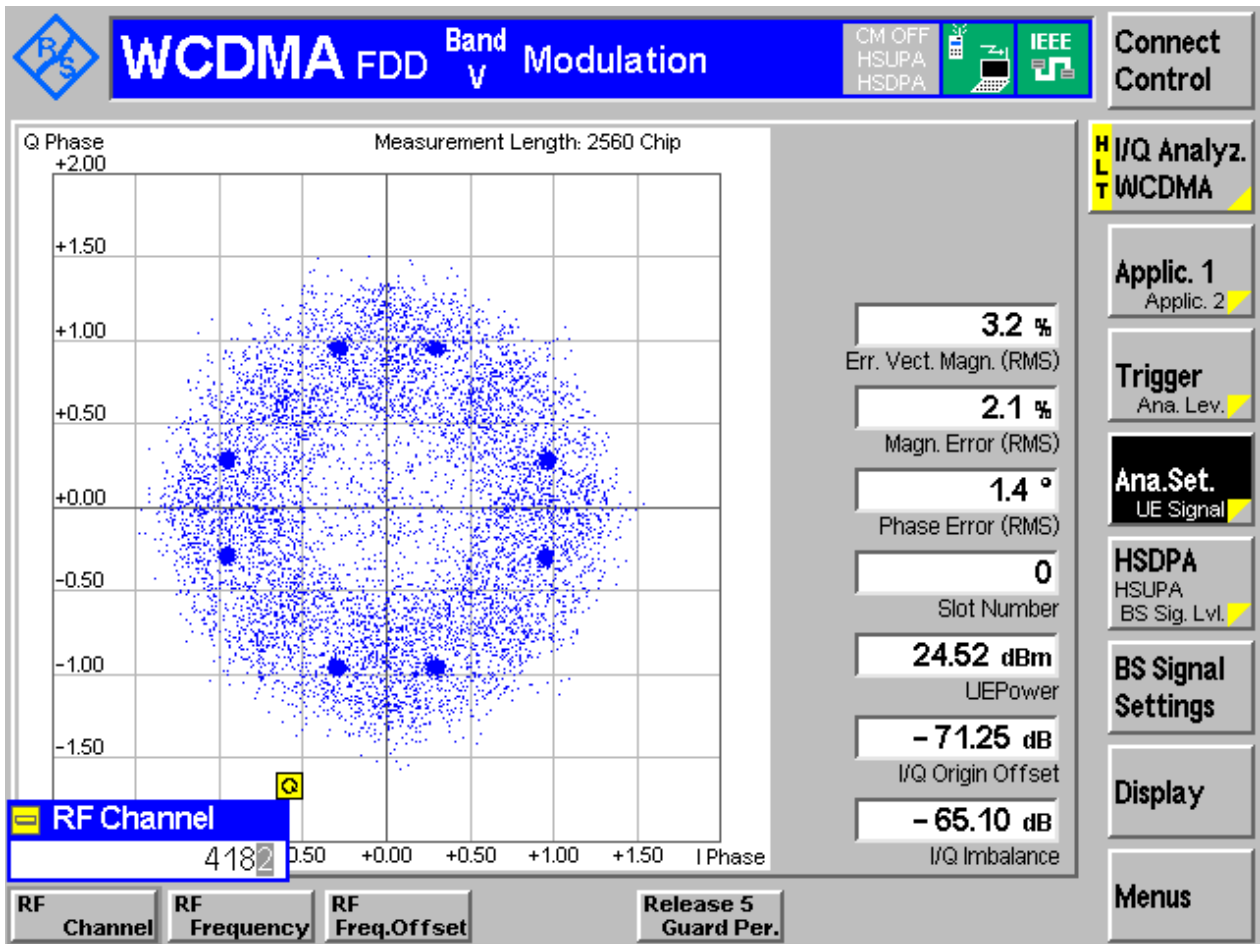 R&S
WCDMA FDD Band V Modulation
CM OFF
HSUPA
HSDPA
IEEE
Connect Control
Q Phase
Measurement Length: 2560 Chip
+2.00
+1.50
+1.00
+0.50
+0.00
-0.50
-1.00
-1.50
3.2 %
Err. Vect. Magn. (RMS)
2.1 %
Magn. Error (RMS)
1.4 °
Phase Error (RMS)
0
Slot Number
24.52 dBm
UEPower
-71.25 dB
I/Q Origin Offset
-65.10 dB
I/Q Imbalance
Q
RF Channel
4182
0.50 +0.00 +0.50 +1.00 +1.50 I Phase
HLT
I/Q Analyz. WCDMA
Applic. 1
Applic. 2
Trigger
Ana. Lev.
Ana.Set.
UE Signal
HSDPA
HSUPA
BS Sig. Lvl.
BS Signal
Settings
Display
Menus
RF Channel
RF Frequency
RF Freq.Offset
Release 5 Guard Per.